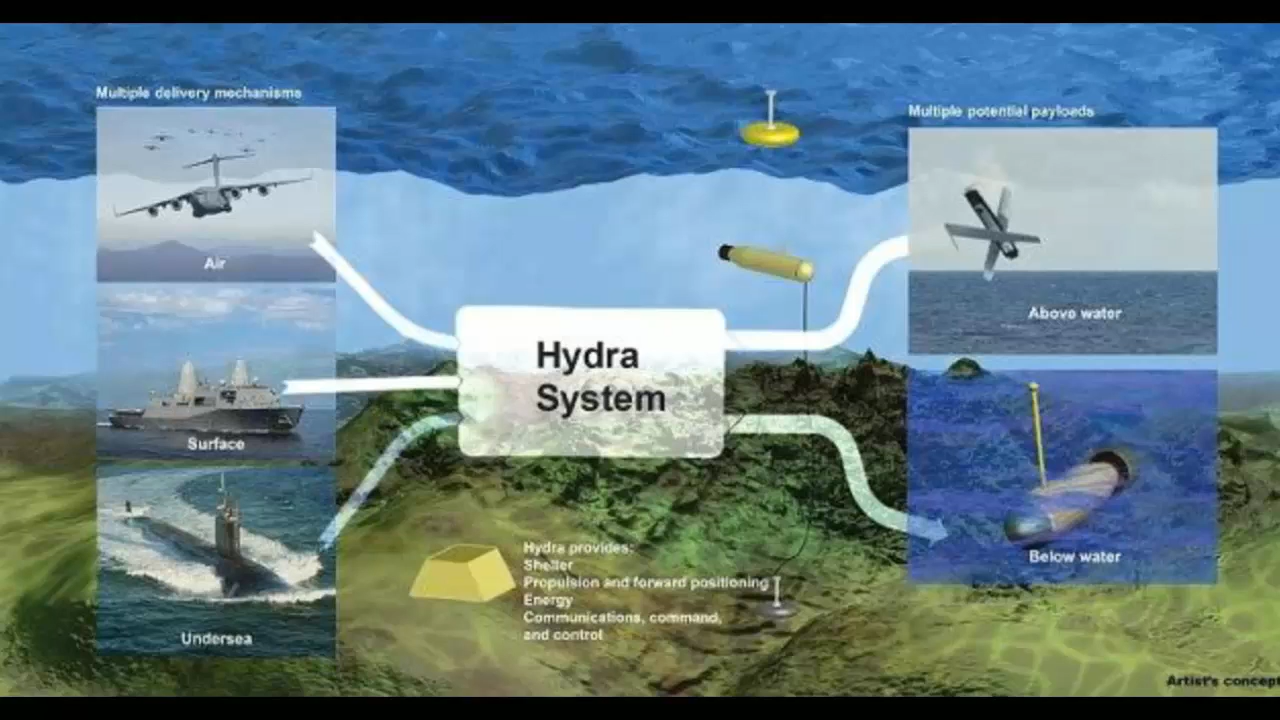 Multiple delivery mechanisms
Air
Surface
Undersea
Hydra
System
Hydra provides:
Shelter
Propulsion and forward positioning
Energy
Communications, command,
and control
Multiple potential payloads
Above water
Below water
Artist's concept